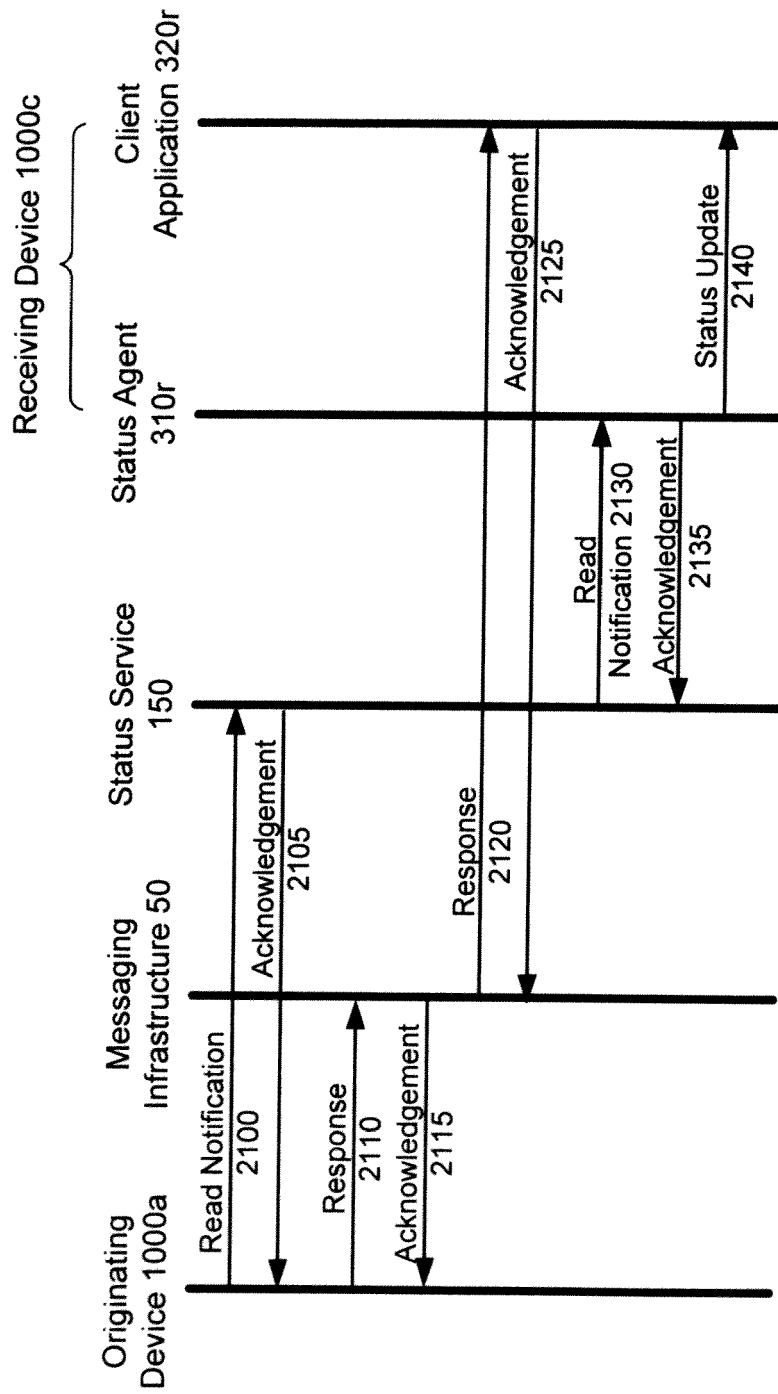 Receiving Device 1000c
Originating
Device 1000a
Messaging
Infrastructure 50
Status Service
150
Status Agent
310r
Client
Application 320r
Read Notification
2100
Acknowledgement
2105
Response
2110
Acknowledgement
2115
Response
2120
Acknowledgement
2125
Read
Notification 2130
Acknowledgement
2135
Status Update
2140